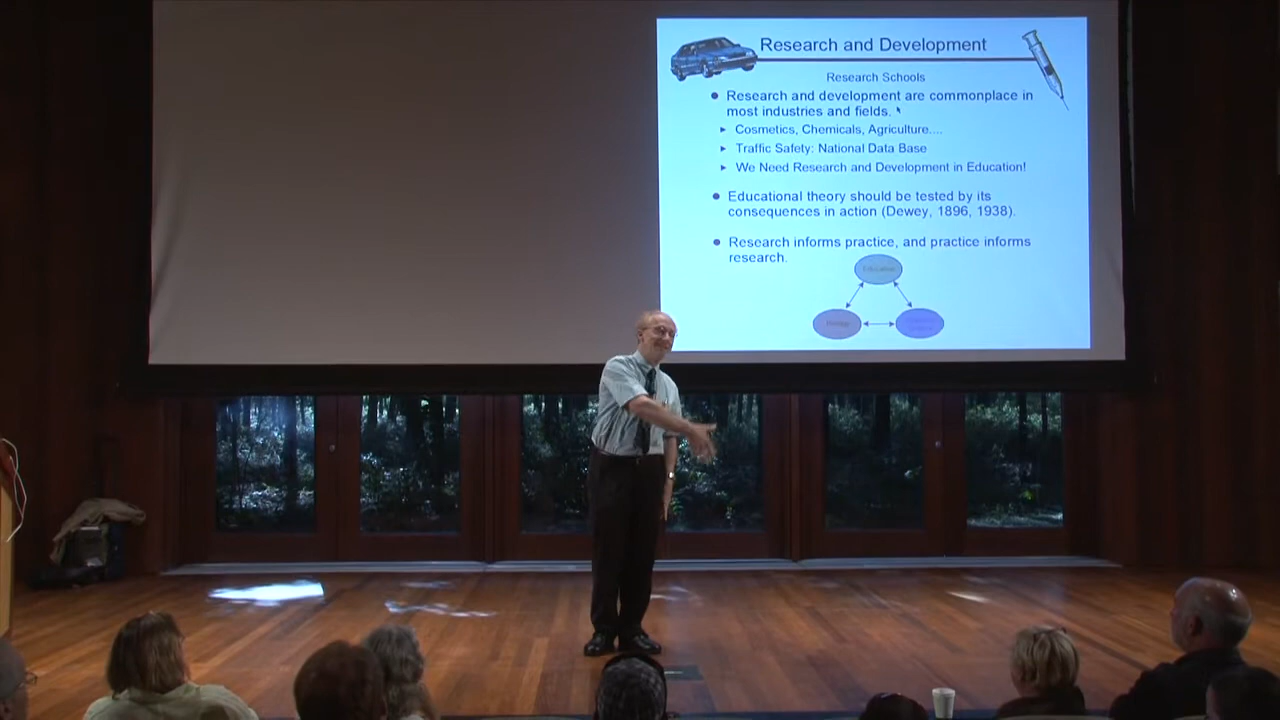 Research and Development
Research Schools
Research and development are commonplace in
most industries and fields.
Cosmetics, Chemicals, Agriculture....
Traffic Safety: National Data Base
We Need Research and Development in Education!
Educational theory should be tested by its
consequences in action (Dewey, 1896, 1938).
Research informs practice, and practice informs
research.
Education
Biology